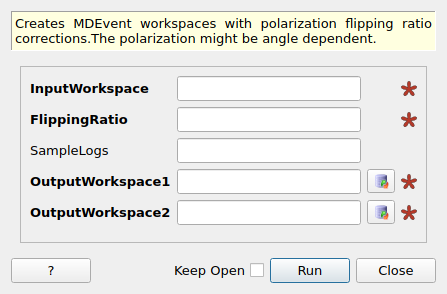 Creates MDEvent workspaces with polarization flipping ratio
corrections.The polarization might be angle dependent.
InputWorkspace
FlippingRatio
SampleLogs
OutputWorkspace1
OutputWorkspace2
? Keep Open Run Close